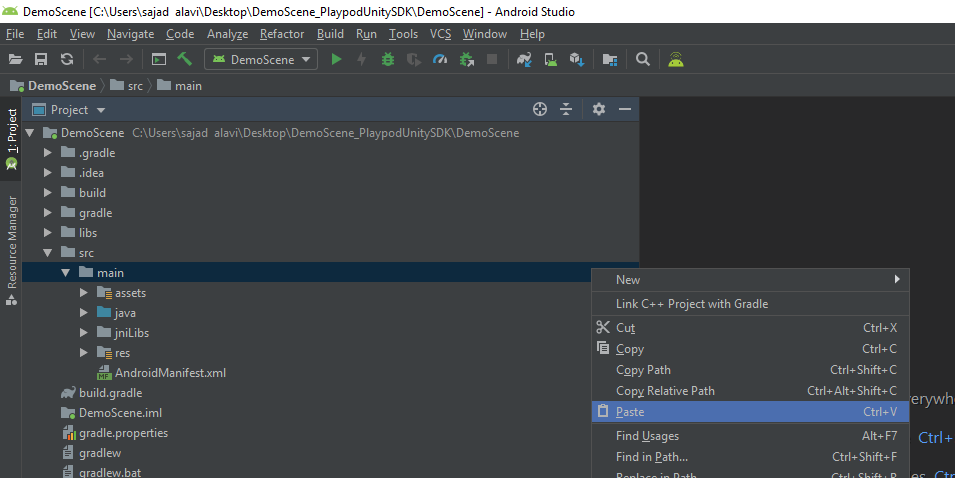 DemoScene [C:\Users\sajad alavi\Desktop\DemoScene_PlaypodUnitySDK\DemoScene] - Android Studio
File Edit View Navigate Code Analyze Refactor Build Run Tools VCS Window Help
DemoScene
DemoScene src main
1: Project
Resource Manager
Project
DemoScene C:\Users\sajad alavi\Desktop\DemoScene_PlaypodUnitySDK\DemoScene
.gradle
.idea
build
gradle
libs
src
main
assets
java
jniLibs
res
MF AndroidManifest.xml
build.gradle
DemoScene.iml
gradle.properties
gradlew
gradlew.bat
New
Link C++ Project with Gradle
Cut Ctrl+X
Copy Ctrl+C
Copy Path Ctrl+Shift+C
Copy Relative Path Ctrl+Alt+Shift+C
Paste Ctrl+V
Find Usages Alt+F7
Find in Path... Ctrl+Shift+F
Replace in Path Ctrl+Shift+R
erywhe
Ctrl+
es Ctr